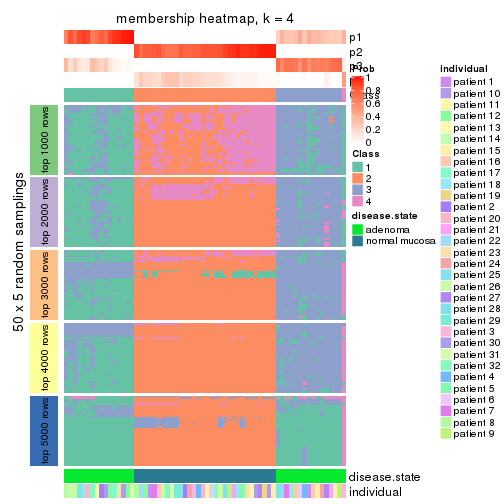 membership heatmap, k = 4
p1
p2
p3
50 x 5 random samplings
top 1000 rows
top 2000 rows
top 3000 rows
top 4000 rows
top 5000 rows
Prob
1
0.8
0.6
0.4
0.2
0
Class
Class
1
2
3
4
disease.state
adenoma
normal mucosa
disease.state
individual
individual
patient 1
patient 10
patient 11
patient 12
patient 13
patient 14
patient 15
patient 16
patient 17
patient 18
patient 19
patient 2
patient 20
patient 21
patient 22
patient 23
patient 24
patient 25
patient 26
patient 27
patient 28
patient 29
patient 3
patient 30
patient 31
patient 32
patient 4
patient 5
patient 6
patient 7
patient 8
patient 9